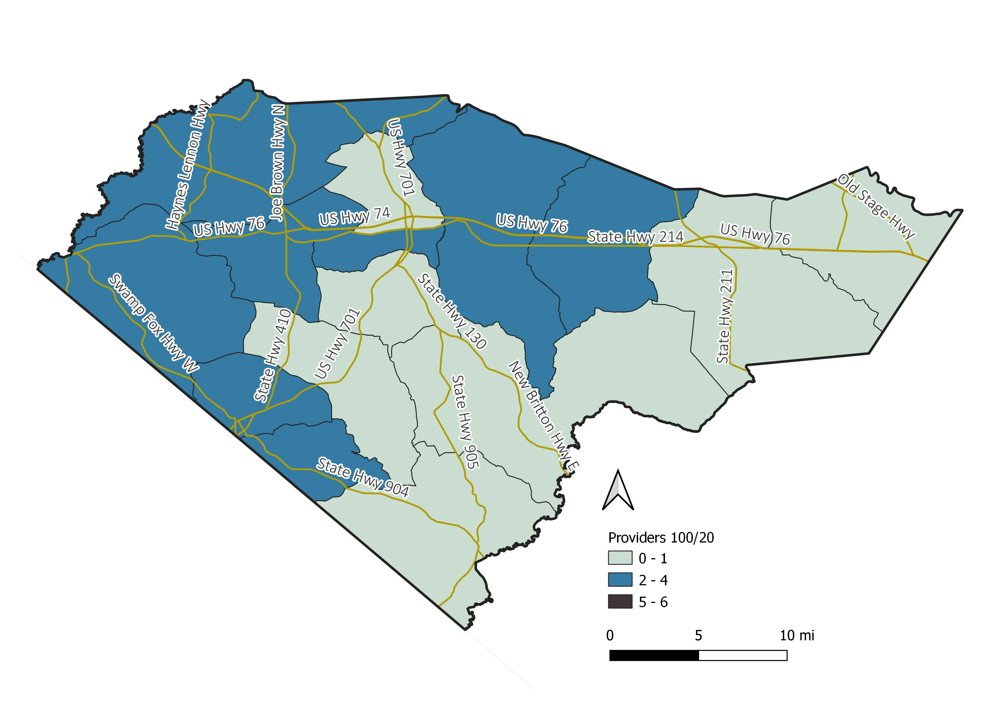 Haynes Lennon Hwy
Joe Brown Hwy N
US Hwy 701
Old Stage Hwy
US Hwy 76
US Hwy 74
US Hwy 76
State Hwy 214
US Hwy 76
Swamp Fox Hwy W
State Hwy 410
US Hwy 701
State Hwy 130
State Hwy 211
New Britton Hwy E
State Hwy 905
State Hwy 904
Providers 100/20
0 - 1
2 - 4
5 - 6
0 5 10 mi